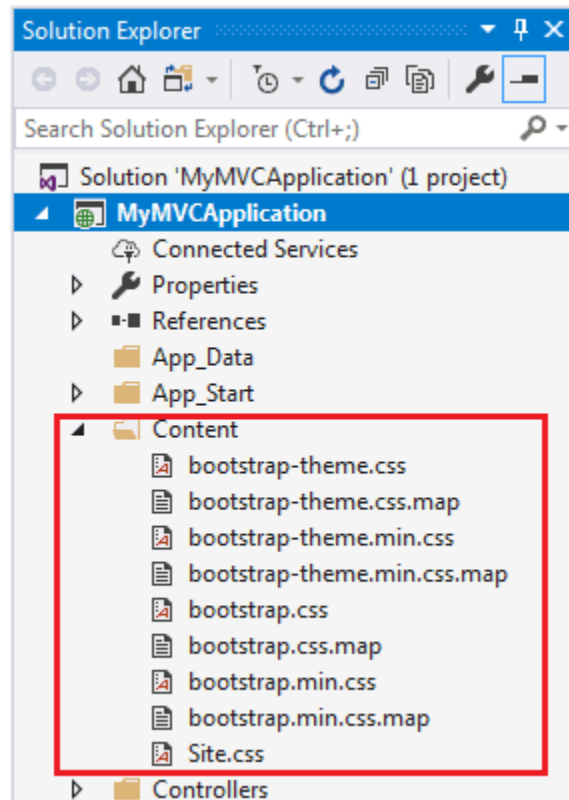 Solution Explorer
Search Solution Explorer (Ctrl+;)
Solution 'MyMVCApplication' (1 project)
MyMVCApplication
Connected Services
Properties
References
App_Data
App_Start
Content
bootstrap-theme.css
bootstrap-theme.css.map
bootstrap-theme.min.css
bootstrap-theme.min.css.map
bootstrap.css
bootstrap.css.map
bootstrap.min.css
bootstrap.min.css.map
Site.css
Controllers